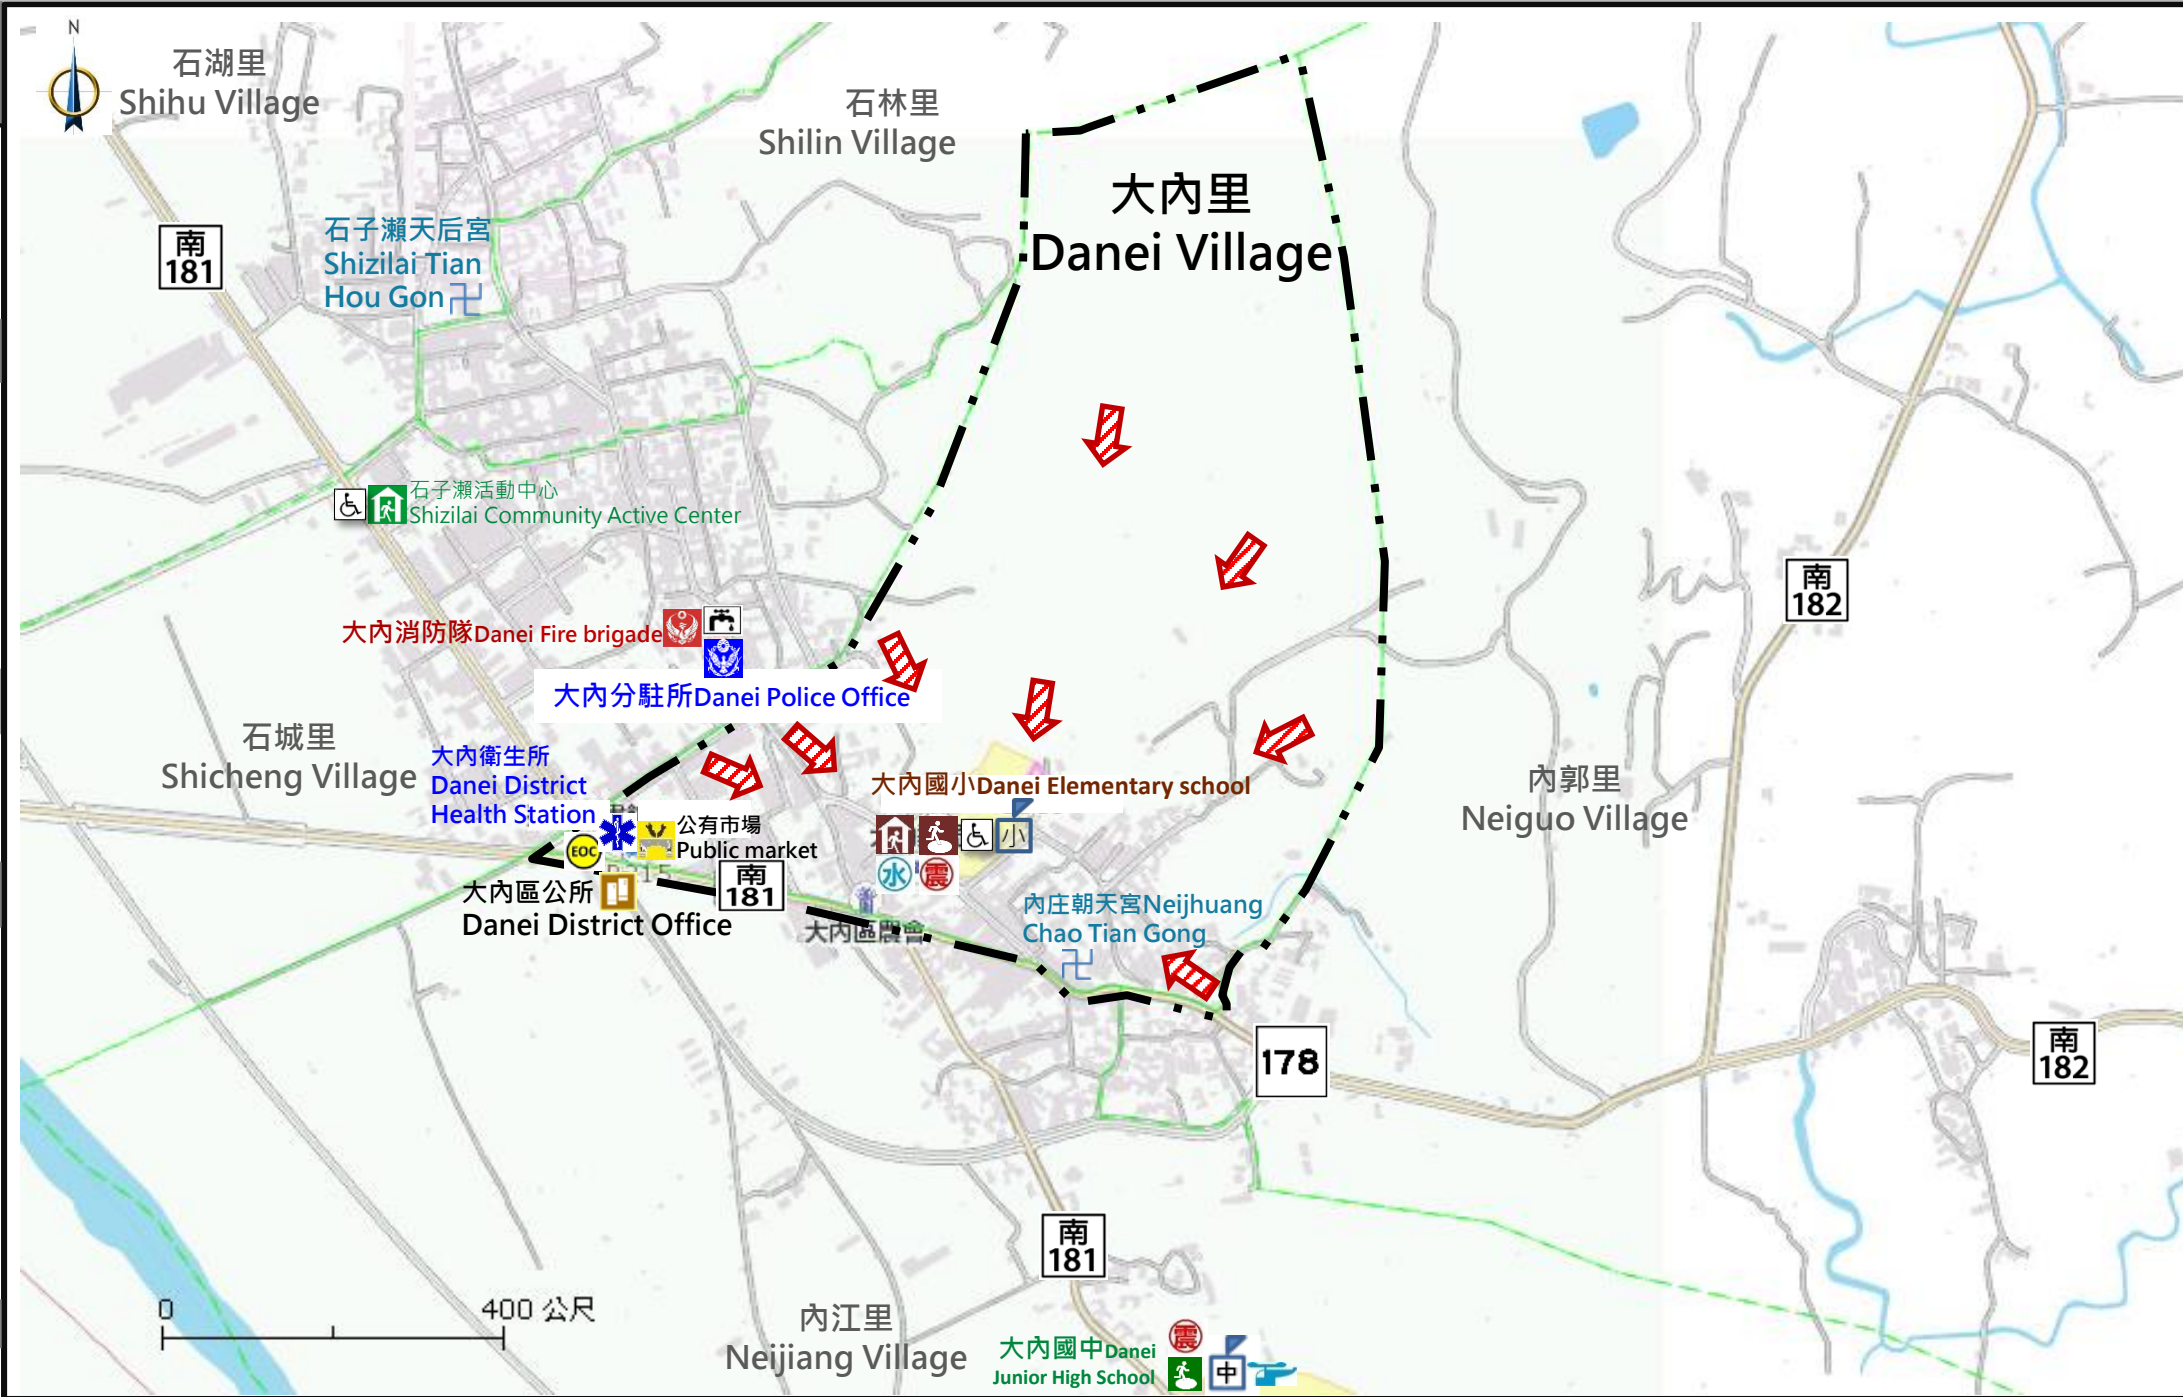 N
石湖里
Shihu Village
石林里
Shilin Village
大內里
Danei Village
南
181
石子瀨天后宮
Shizilai Tian
Hou Gon
石子瀨活動中心
Shizilai Community Active Center
南
182
大內消防隊Danei Fire brigade
大內分駐所Danei Police Office
石城里
Shicheng Village
大內衛生所
Danei District
Health Station
大內國小Danei Elementary school
內郭里
Neiguo Village
公有市場
Public market
小
EOC
水
震
南
181
大內區公所
Danei District Office
大內區農會
內庄朝天宮Neijhuang
Chao Tian Gong
178
南
182
南
181
0
400 公尺
內江里
Neijiang Village
大內國中Danei
Junior High School
震
中